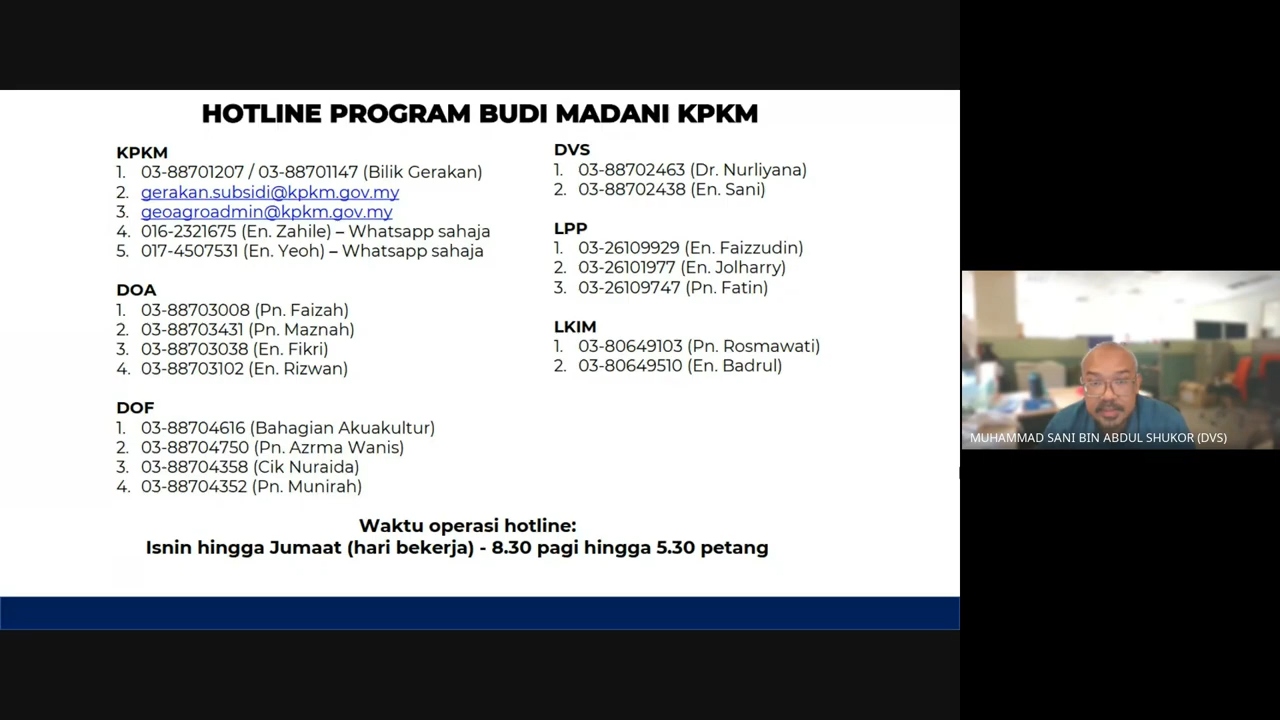 HOTLINE PROGRAM BUDI MADANI KPKM
KPKM
1. 03-88701207 / 03-88701147 (Bilik Gerakan)
2. gerakan.subsidi@kpkm.gov.my
3. geoagroadmin@kpkm.gov.my
4. 016-2321675 (En. Zahile) – Whatsapp sahaja
5. 017-4507531 (En. Yeoh) – Whatsapp sahaja
DOA
1. 03-88703008 (Pn. Faizah)
2. 03-88703431 (Pn. Maznah)
3. 03-88703038 (En. Fikri)
4. 03-88703102 (En. Rizwan)
DOF
1. 03-88704616 (Bahagian Akuakultur)
2. 03-88704750 (Pn. Azrma Wanis)
3. 03-88704358 (Cik Nuraida)
4. 03-88704352 (Pn. Munirah)
DVS
1. 03-88702463 (Dr. Nurliyana)
2. 03-88702438 (En. Sani)
LPP
1. 03-26109929 (En. Faizzudin)
2. 03-26101977 (En. Jolharry)
3. 03-26109747 (Pn. Fatin)
LKIM
1. 03-80649103 (Pn. Rosmawati)
2. 03-80649510 (En. Badrul)
Waktu operasi hotline:
Isnin hingga Jumaat (hari bekerja) - 8.30 pagi hingga 5.30 petang
MUHAMMAD SANI BIN ABDUL SHUKOR (DVS)